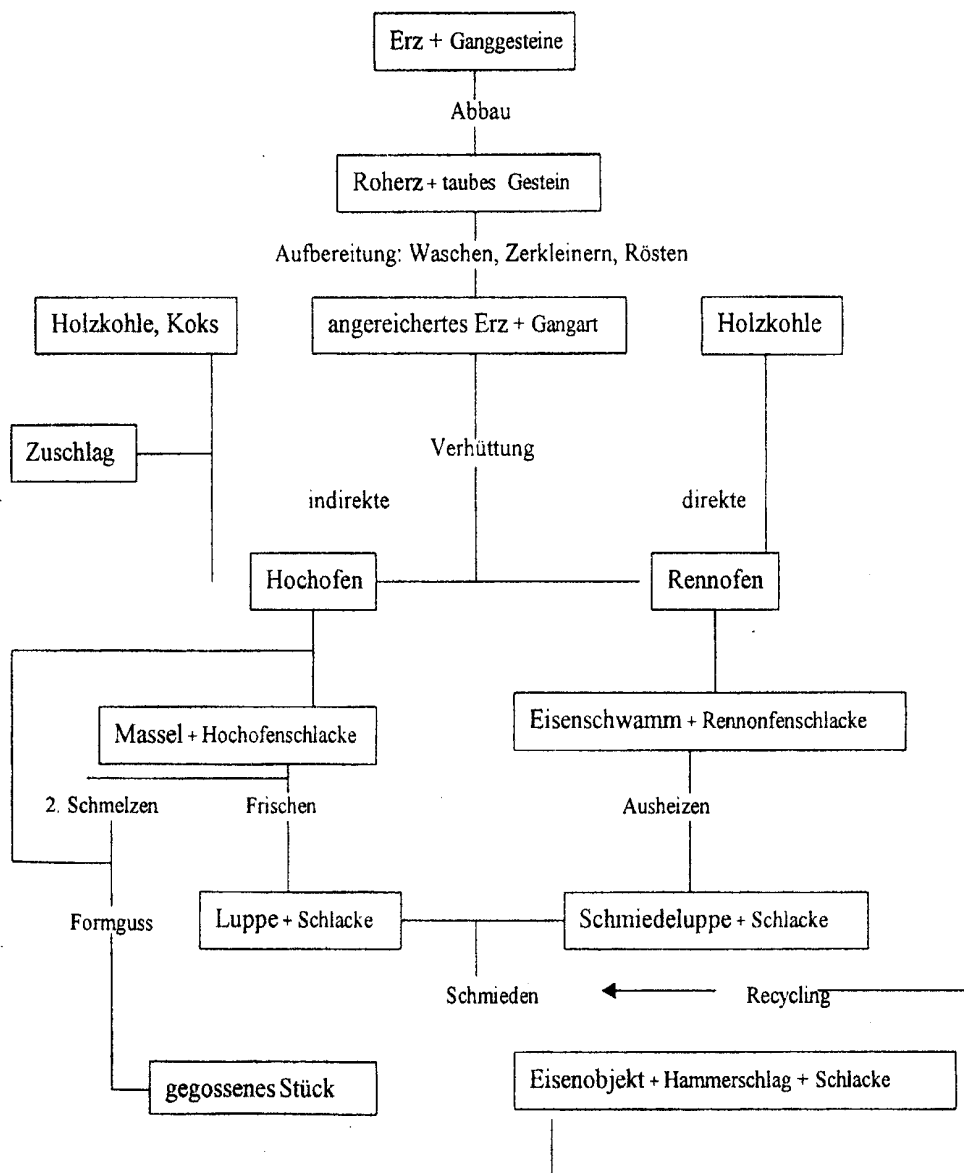 Erz + Ganggesteine
Abbau
Roherz + taubes Gestein
Aufbereitung: Waschen, Zerkleinern, Rösten
Holzkohle, Koks
angereichertes Erz + Gangart
Holzkohle
Zuschlag
Verhüttung
indirekte
direkte
Hochofen
Rennofen
Massel + Hochofenschlacke
Eisenschwamm + Rennonfenschlacke
2. Schmelzen
Frischen
Ausheizen
Formguss
Luppe + Schlacke
Schmiedeluppe + Schlacke
Schmieden
Recycling
gegossenes Stück
Eisenobjekt + Hammerschlag + Schlacke